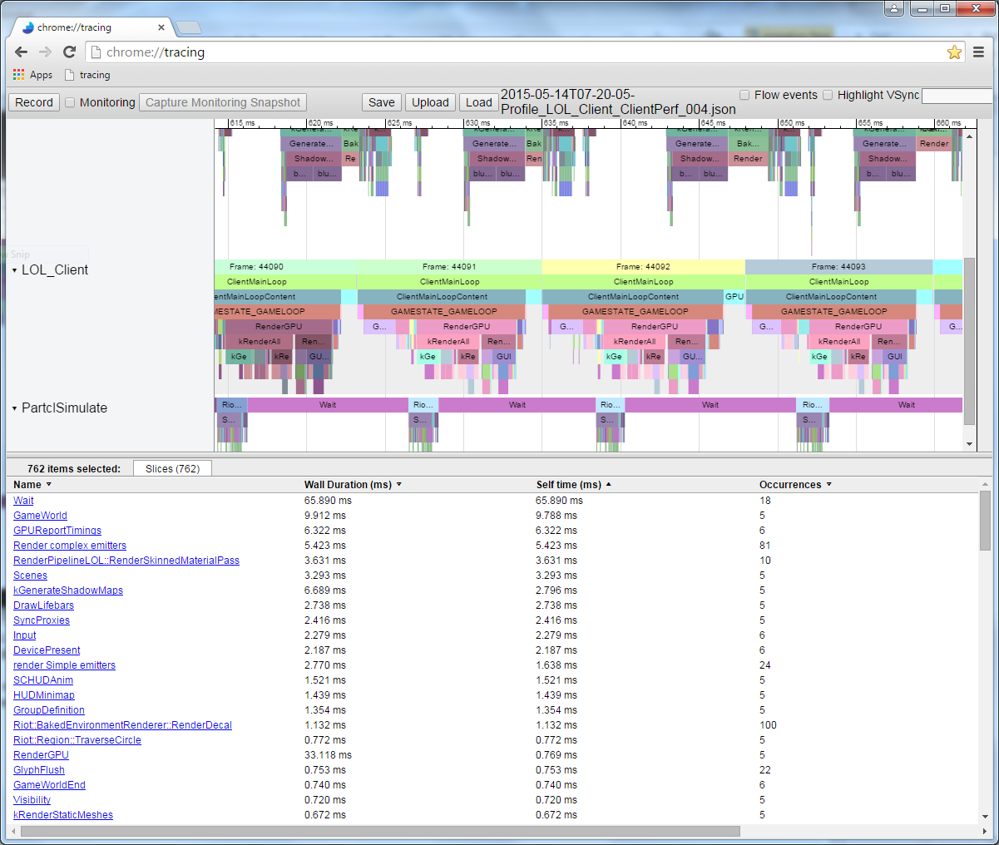 chrome://tracing
chrome://tracing
Apps tracing
Record Monitoring Capture Monitoring Snapshot Save Upload Load 2015-05-14T07-20-05-Profile_LOL_Client_ClientPerf_004.json Flow events Highlight VSync
615 ms 620 ms 625 ms 630 ms 635 ms 640 ms 645 ms 650 ms 655 ms 660 ms
Generate... Bak Generate... Bak Generate... Bak... Generate... Render
Shadow... Re Shadow... Ren Shadow... Render Shadow...
b... blu... blu... blu... b... blu... b... blu...
w Snip
LOL_Client
Frame: 44090 Frame: 44091 Frame: 44092 Frame: 44093
ClientMainLoop ClientMainLoop ClientMainLoop ClientMainLoop
entMainLoopContent ClientMainLoopContent ClientMainLoopContent GPU ClientMainLoopContent
MESTATE_GAMELOOP GAMESTATE_GAMELOOP GAMESTATE_GAMELOOP GAMESTATE_GAMELOOP
RenderGPU G... RenderGPU G... RenderGPU G... RenderGPU G...
kRenderAll Ren... kRenderAll Ren... kRenderAll Ren... kRenderAll Ren...
kGe kRe GU... kGe kRe GUI kGe kRe GU... kGe kRe GUI
PartclSimulate
Rio... Wait Rio... Wait Rio... Wait Rio... Wait
S... S... S... S...
762 items selected: Slices (762)
Name Wall Duration (ms) Self time (ms) Occurrences
Wait 65.890 ms 65.890 ms 18
GameWorld 9.912 ms 9.788 ms 5
GPUReportTimings 6.322 ms 6.322 ms 6
Render complex emitters 5.423 ms 5.423 ms 81
RenderPipelineLOL::RenderSkinnedMaterialPass 3.631 ms 3.631 ms 10
Scenes 3.293 ms 3.293 ms 5
kGenerateShadowMaps 6.689 ms 2.796 ms 5
DrawLifebars 2.738 ms 2.738 ms 5
SyncProxies 2.416 ms 2.416 ms 5
Input 2.279 ms 2.279 ms 6
DevicePresent 2.187 ms 2.187 ms 6
render Simple emitters 2.770 ms 1.638 ms 24
SCHUDAnim 1.521 ms 1.521 ms 5
HUDMinimap 1.439 ms 1.439 ms 5
GroupDefinition 1.354 ms 1.354 ms 5
Riot::BakedEnvironmentRenderer::RenderDecal 1.132 ms 1.132 ms 100
Riot::Region::TraverseCircle 0.772 ms 0.772 ms 5
RenderGPU 33.118 ms 0.769 ms 5
GlyphFlush 0.753 ms 0.753 ms 22
GameWorldEnd 0.740 ms 0.740 ms 6
Visibility 0.720 ms 0.720 ms 5
kRenderStaticMeshes 0.672 ms 0.672 ms 5